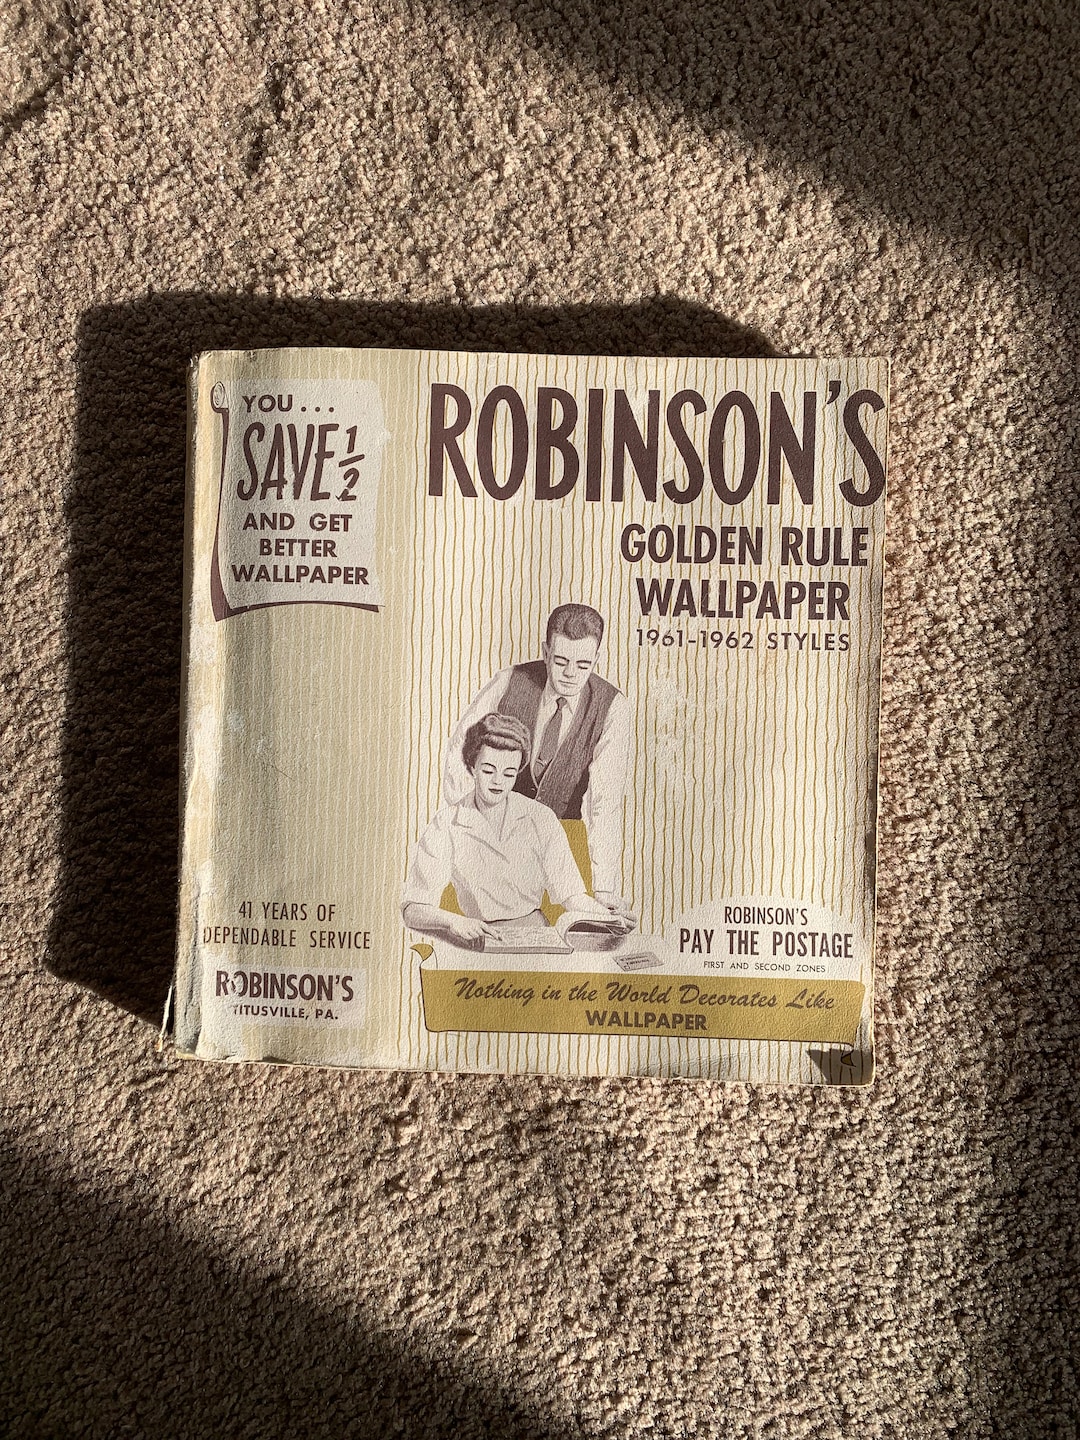 YOU...
SAVE 1/2
AND GET
BETTER
WALLPAPER
ROBINSON'S
GOLDEN RULE
WALLPAPER
1961-1962 STYLES
41 YEARS OF
DEPENDABLE SERVICE
ROBINSON'S
TITUSVILLE, PA.
ROBINSON'S
PAY THE POSTAGE
FIRST AND SECOND ZONES
Nothing in the World Decorates Like
WALLPAPER